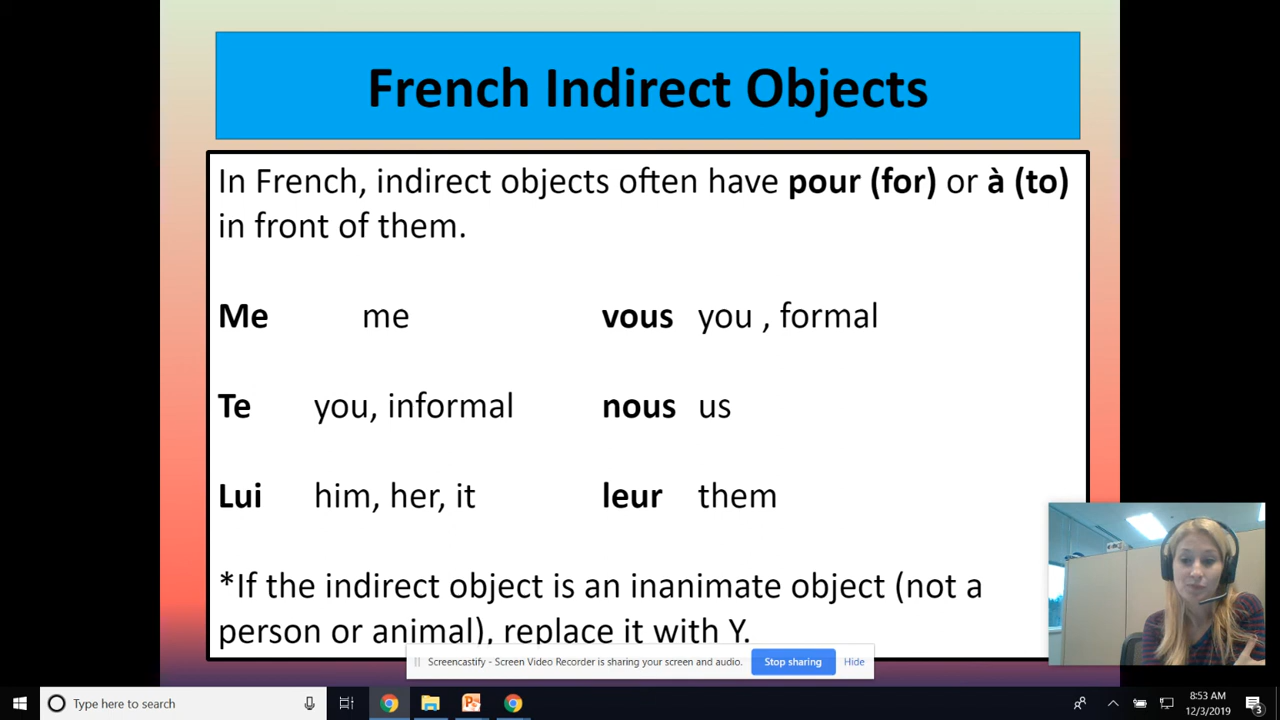 French Indirect Objects
In French, indirect objects often have pour (for) or à (to)
in front of them.
Me me vous you , formal
Te you, informal nous us
Lui him, her, it leur them
*If the indirect object is an inanimate object (not a
person or animal), replace it with Y.
Screencastify - Screen Video Recorder is sharing your screen and audio. Stop sharing Hide
Type here to search
8:53 AM
12/3/2019
3